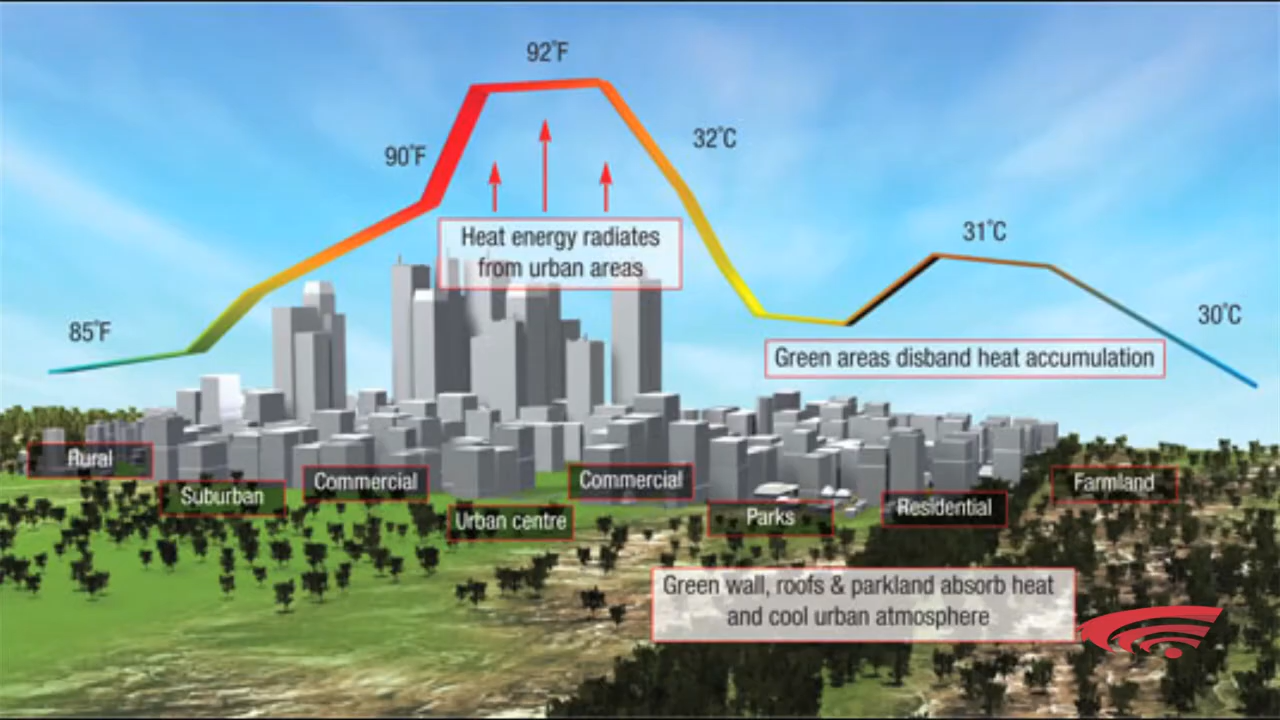 92°F
90°F
32°C
Heat energy radiates
from urban areas
31°C
85°F
30°C
Green areas disband heat accumulation
Rural
Suburban
Commercial
Urban centre
Commercial
Parks
Residential
Farmland
Green wall, roofs & parkland absorb heat
and cool urban atmosphere